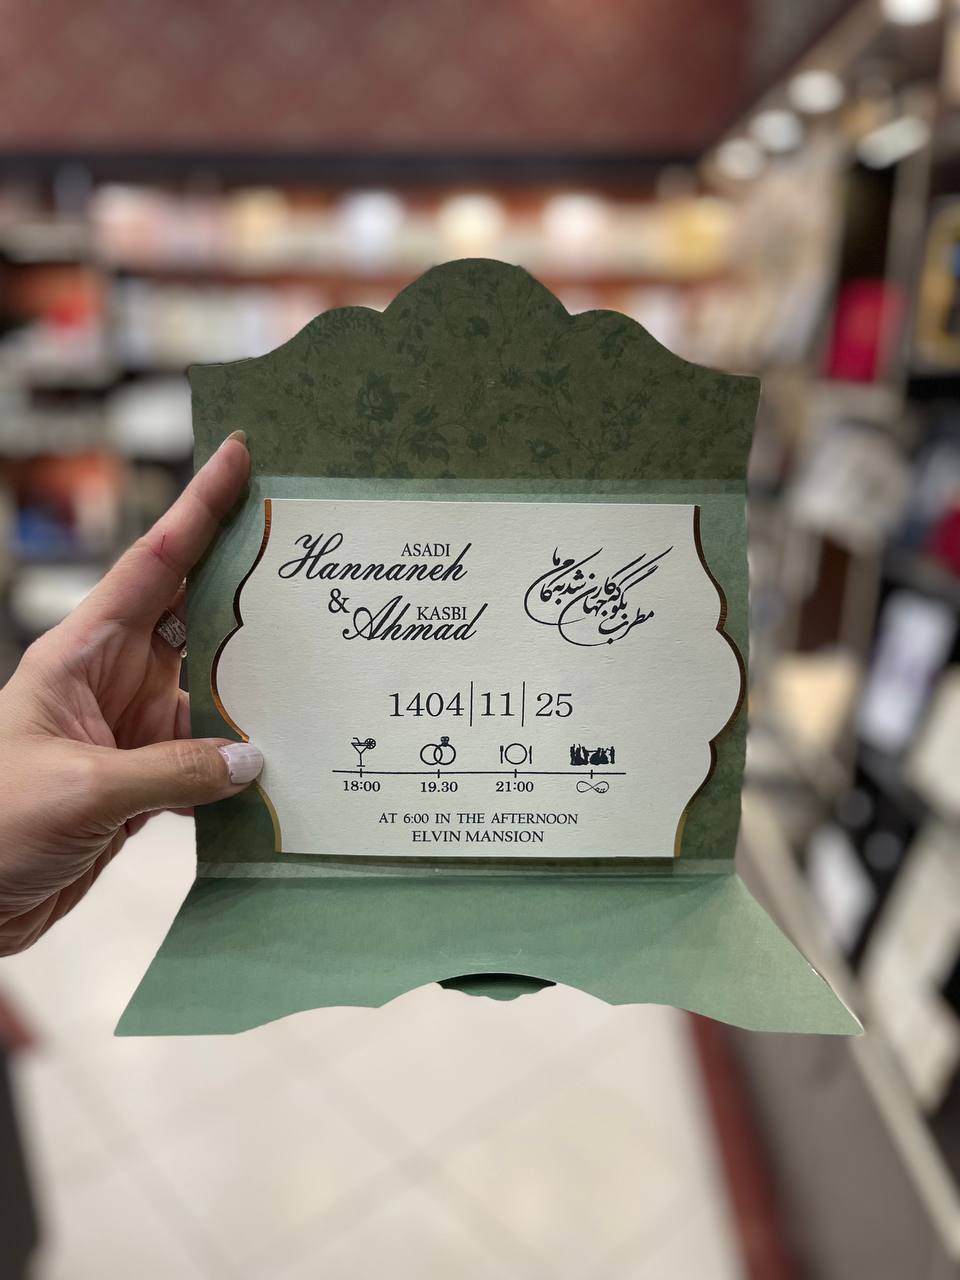 ASADI
Hannaneh
&
KASBI
Ahmad
مطرب بگو که کار جهان شد به کام ما
1404|11|25
18:00 19.30 21:00
AT 6:00 IN THE AFTERNOON
ELVIN MANSION